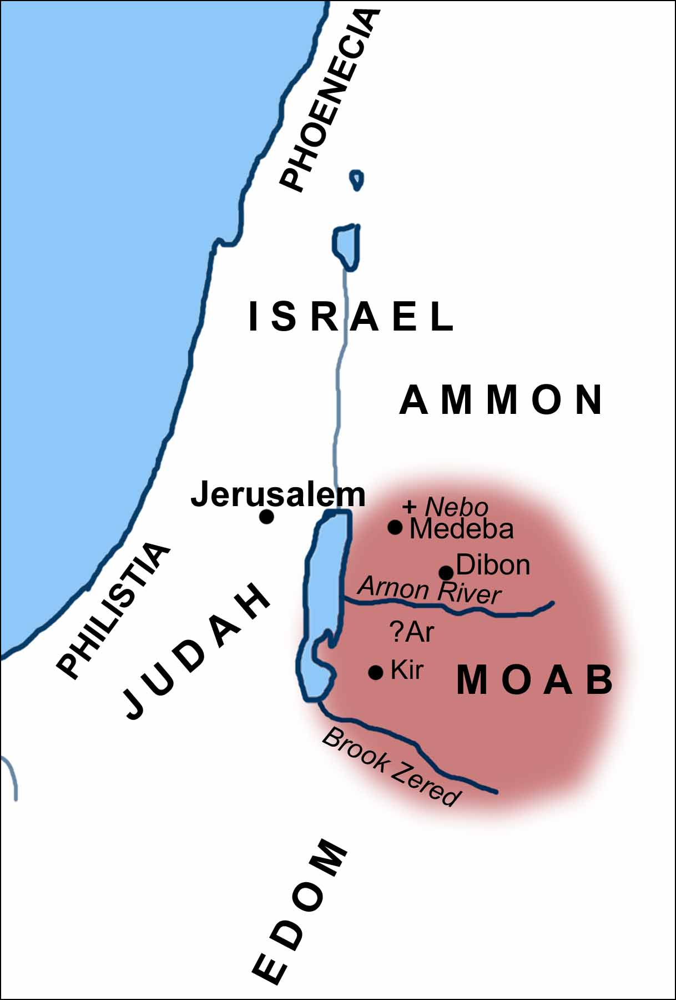 PHOENECIA
ISRAEL
AMMON
Jerusalem
+ Nebo
Medeba
Dibon
PHILISTIA
Arnon River
JUDAH
?Ar
Kir
MOAB
Brook Zered
EDOM